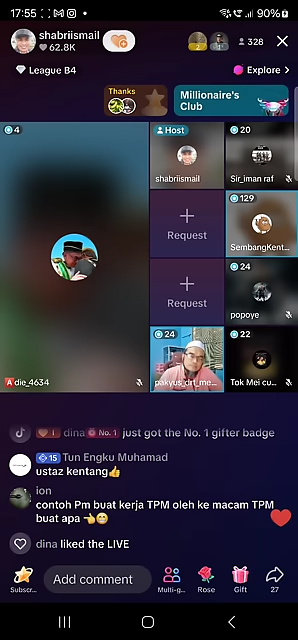 17:55
90%
shabriismail
62.8K
328
League B4
Explore >
Thanks
Millionaire's
Club
4
Host
shabriismail
20
Sir_iman raf
+
Request
129
SembangKent...
+
Request
24
popoye
24
pakyus_drt_me...
22
Tok Mei cu...
die_4634
dina No. 1 just got the No. 1 gifter badge
15 Tun Engku Muhamad
ustaz kentang👍
ion
contoh Pm buat kerja TPM oleh ke macam TPM
buat apa 👈😁
dina liked the LIVE
Subscr...
Add comment
Multi-g...
Rose
Gift
27